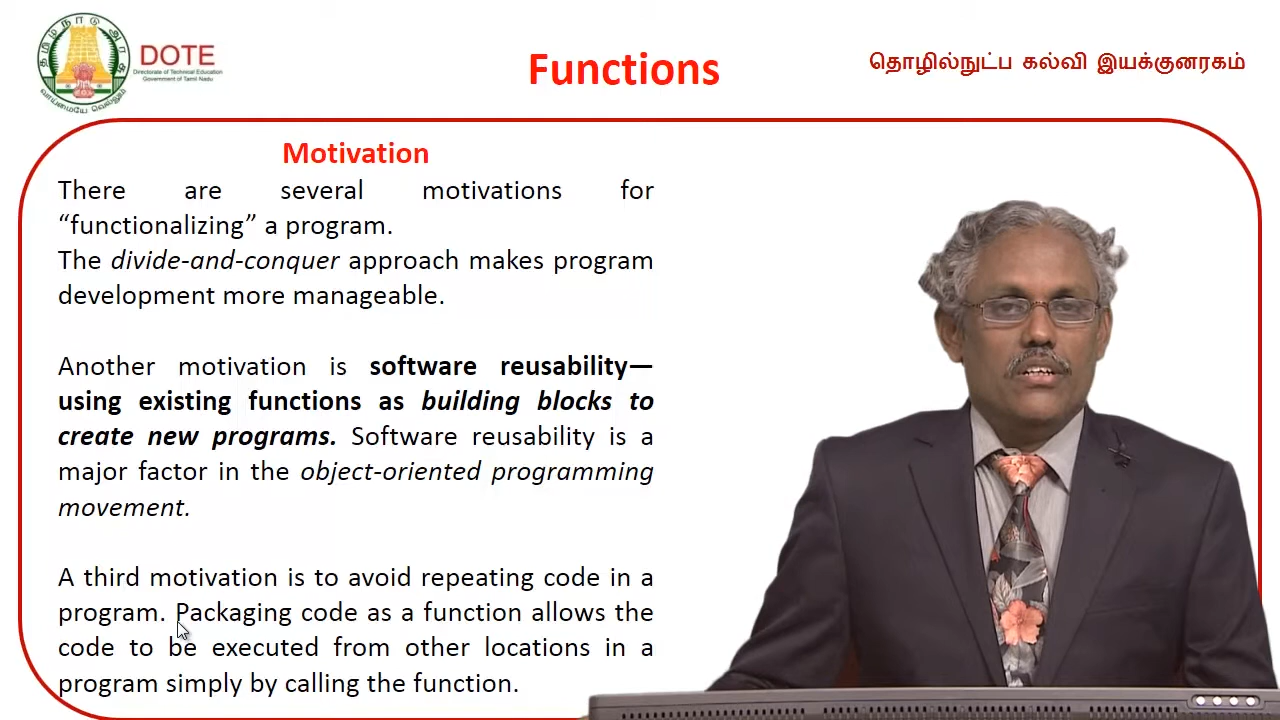 தமிழ்நாடு அரசு
வாய்மையே வெல்லும்
DOTE
Directorate of Technical Education
Government of Tamil Nadu
Functions
தொழில்நுட்ப கல்வி இயக்குனரகம்
Motivation
There are several motivations for
“functionalizing” a program.
The divide-and-conquer approach makes program
development more manageable.
Another motivation is software reusability—
using existing functions as building blocks to
create new programs. Software reusability is a
major factor in the object-oriented programming
movement.
A third motivation is to avoid repeating code in a
program. Packaging code as a function allows the
code to be executed from other locations in a
program simply by calling the function.